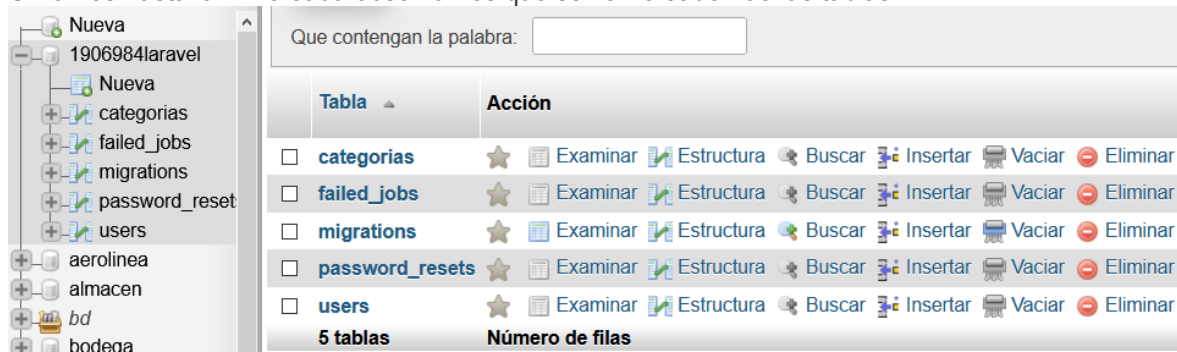 Nueva
1906984laravel
Nueva
categorias
failed_jobs
migrations
password_reset
users
aerolinea
almacen
bd
bodega
Que contengan la palabra:
Tabla Acción
categorias Examinar Estructura Buscar Insertar Vaciar Eliminar
failed_jobs Examinar Estructura Buscar Insertar Vaciar Eliminar
migrations Examinar Estructura Buscar Insertar Vaciar Eliminar
password_resets Examinar Estructura Buscar Insertar Vaciar Eliminar
users Examinar Estructura Buscar Insertar Vaciar Eliminar
5 tablas Número de filas